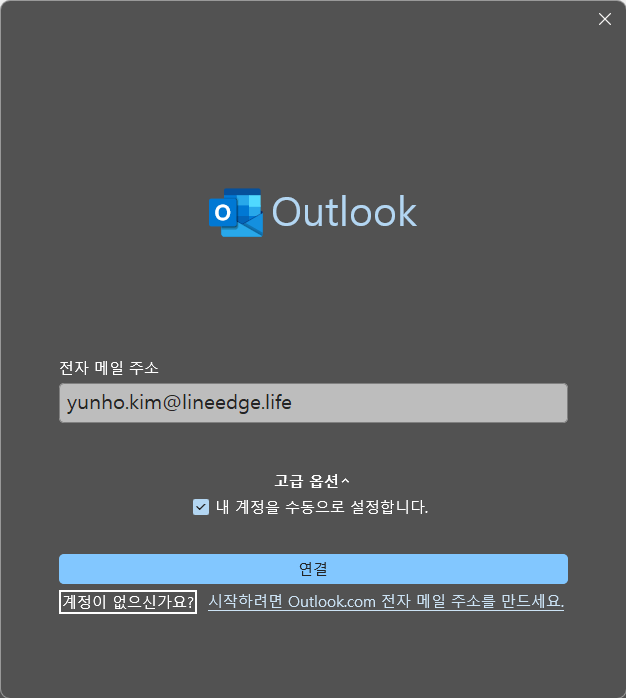 Outlook
전자 메일 주소
yunho.kim@lineedge.life
고급 옵션^
내 계정을 수동으로 설정합니다.
연결
계정이 없으신가요? 시작하려면 Outlook.com 전자 메일 주소를 만드세요.